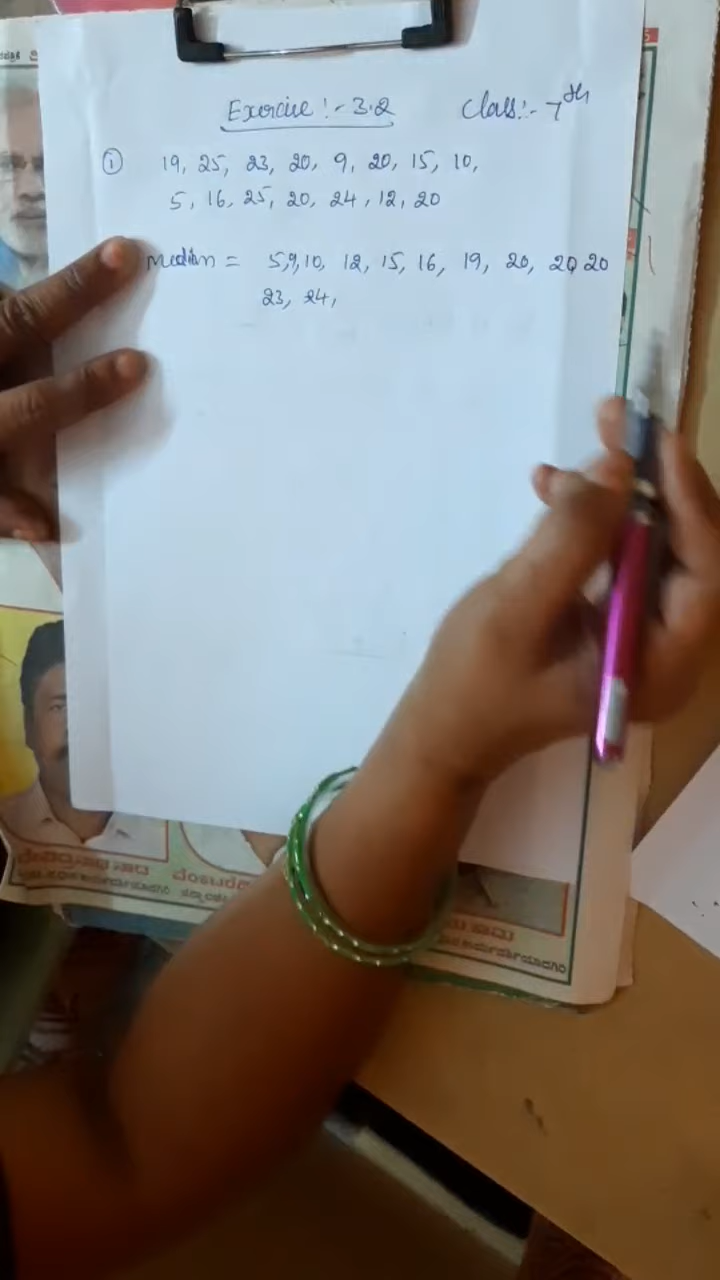 Exercise :- 3.2 Class :- 7th
① 19, 25, 23, 20, 9, 20, 15, 10,
5, 16, 25, 20, 24, 12, 20
Median = 5,9,10, 12, 15, 16, 19, 20, 20 20
23, 24,